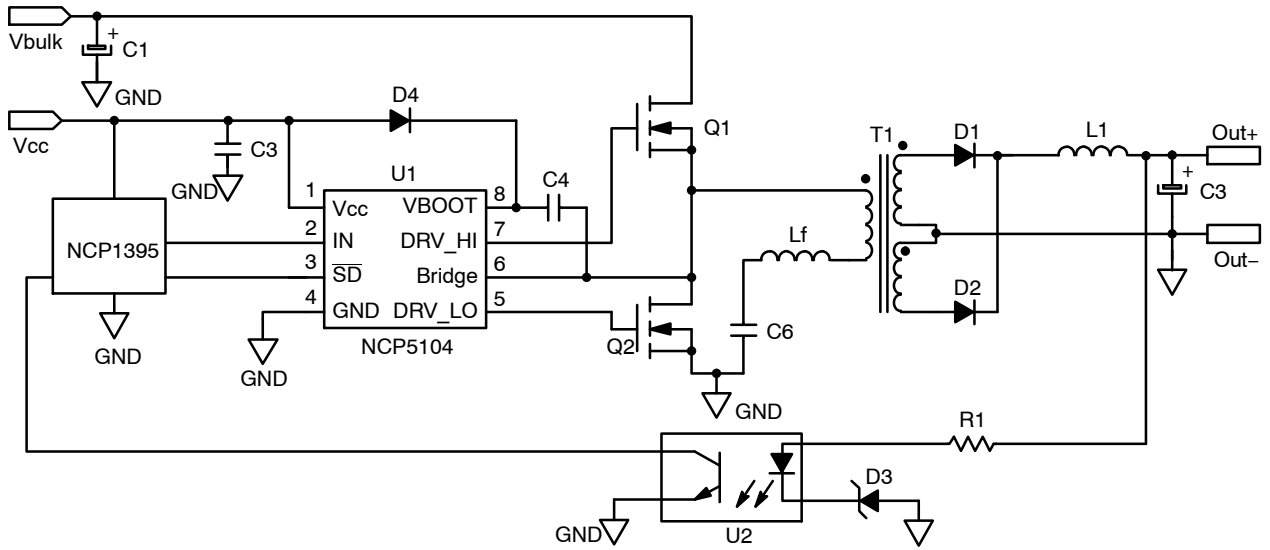 Vbulk
+
C1
GND
Vcc
D4
C3
GND
Q1
T1
D1
L1
Out+
U1
C4
+
C3
1
Vcc
VBOOT
8
NCP1395
2
IN
DRV_HI
7
Lf
3
SD
Bridge
6
Out−
4
GND
DRV_LO
5
D2
GND
NCP5104
Q2
C6
GND
GND
R1
D3
GND
U2